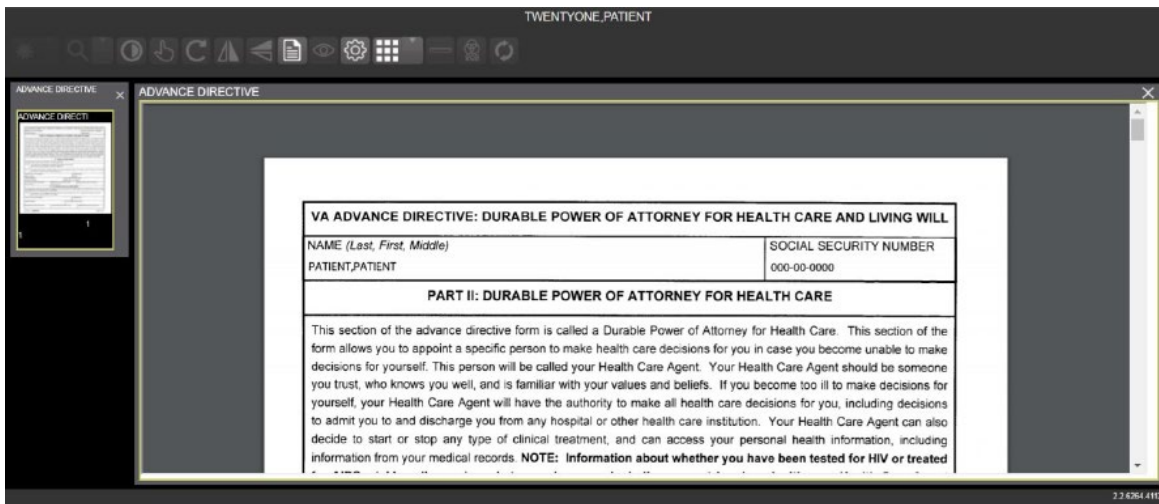 TWENTYONE,PATIENT
ADVANCE DIRECTIVE
ADVANCE DIRECTI
1
1
ADVANCE DIRECTIVE
VA ADVANCE DIRECTIVE: DURABLE POWER OF ATTORNEY FOR HEALTH CARE AND LIVING WILL
NAME (Last, First, Middle)
PATIENT,PATIENT
SOCIAL SECURITY NUMBER
000-00-0000
PART II: DURABLE POWER OF ATTORNEY FOR HEALTH CARE
This section of the advance directive form is called a Durable Power of Attorney for Health Care. This section of the
form allows you to appoint a specific person to make health care decisions for you in case you become unable to make
decisions for yourself. This person will be called your Health Care Agent. Your Health Care Agent should be someone
you trust, who knows you well, and is familiar with your values and beliefs. If you become too ill to make decisions for
yourself, your Health Care Agent will have the authority to make all health care decisions for you, including decisions
to admit you to and discharge you from any hospital or other health care institution. Your Health Care Agent can also
decide to start or stop any type of clinical treatment, and can access your personal health information, including
information from your medical records. NOTE: Information about whether you have been tested for HIV or treated